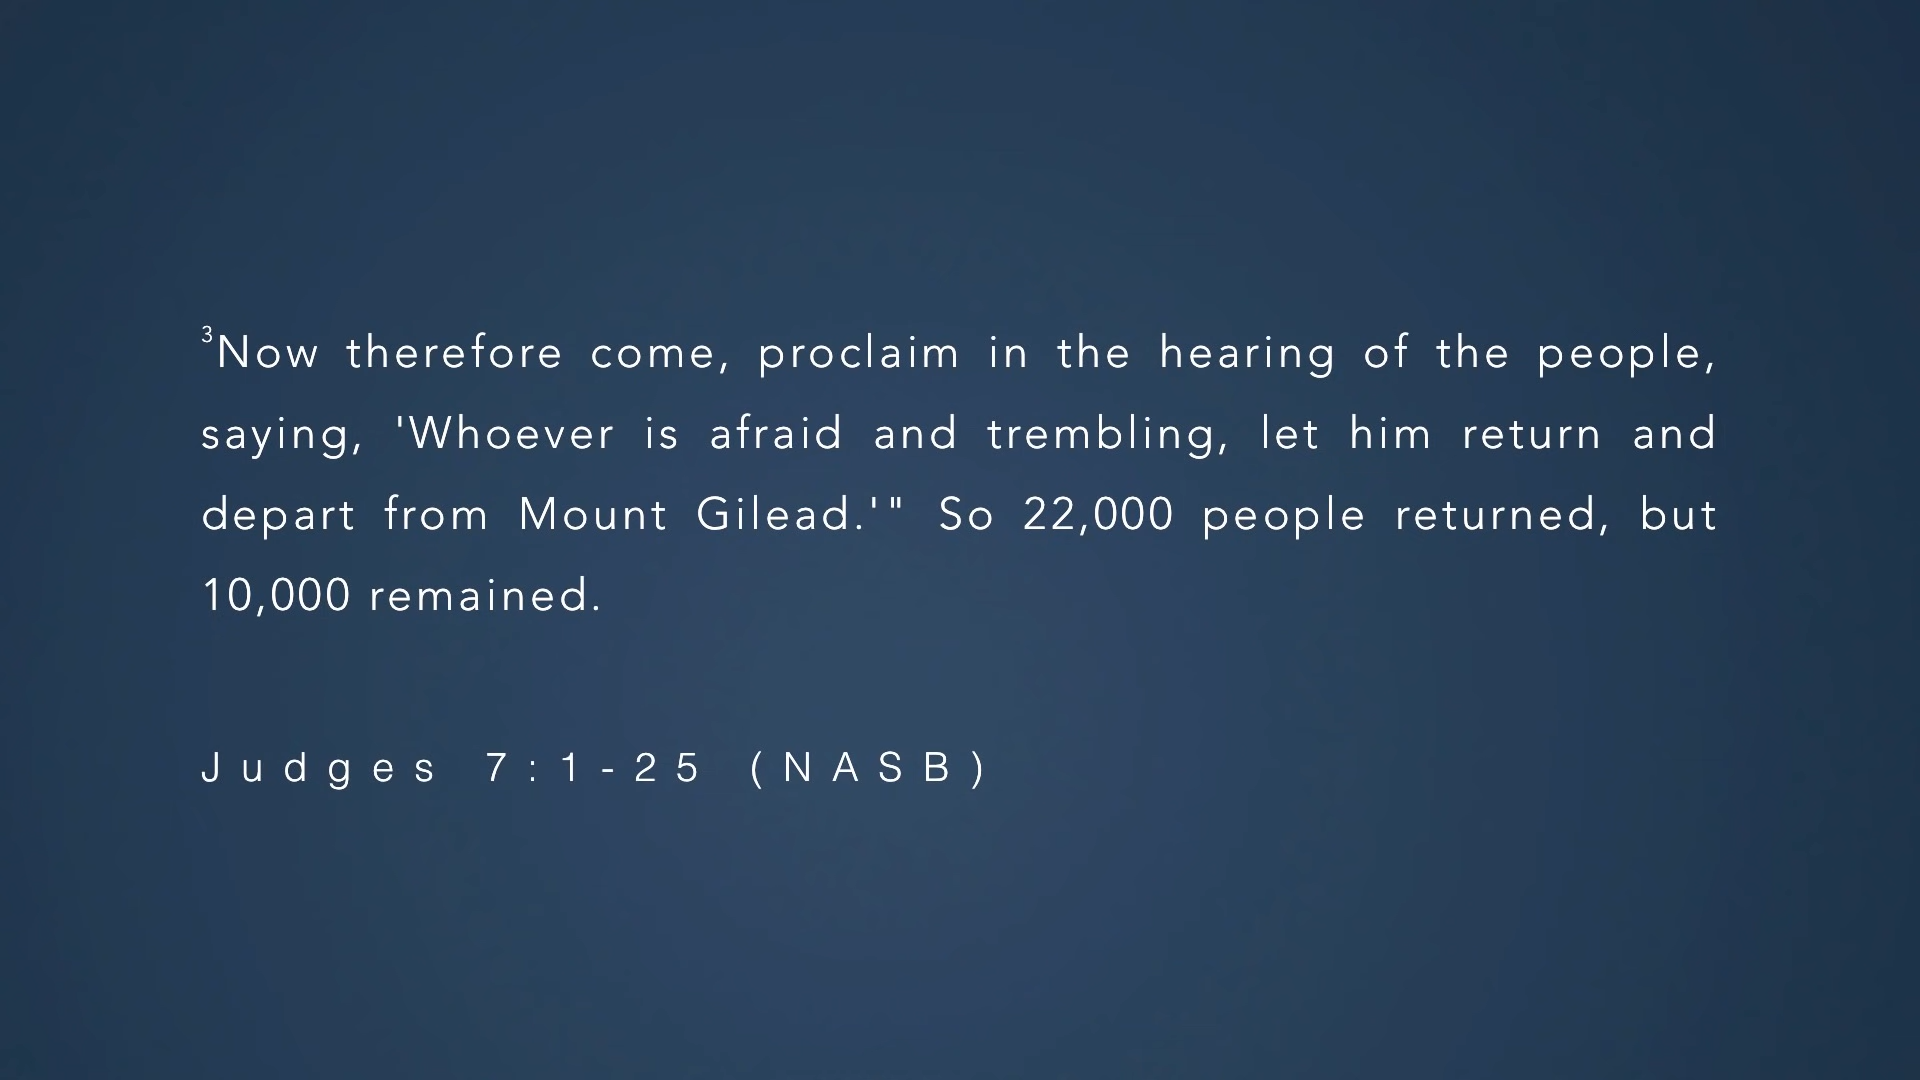 ³Now therefore come, proclaim in the hearing of the people,
saying, 'Whoever is afraid and trembling, let him return and
depart from Mount Gilead.'" So 22,000 people returned, but
10,000 remained.
Judges 7:1-25 (NASB)